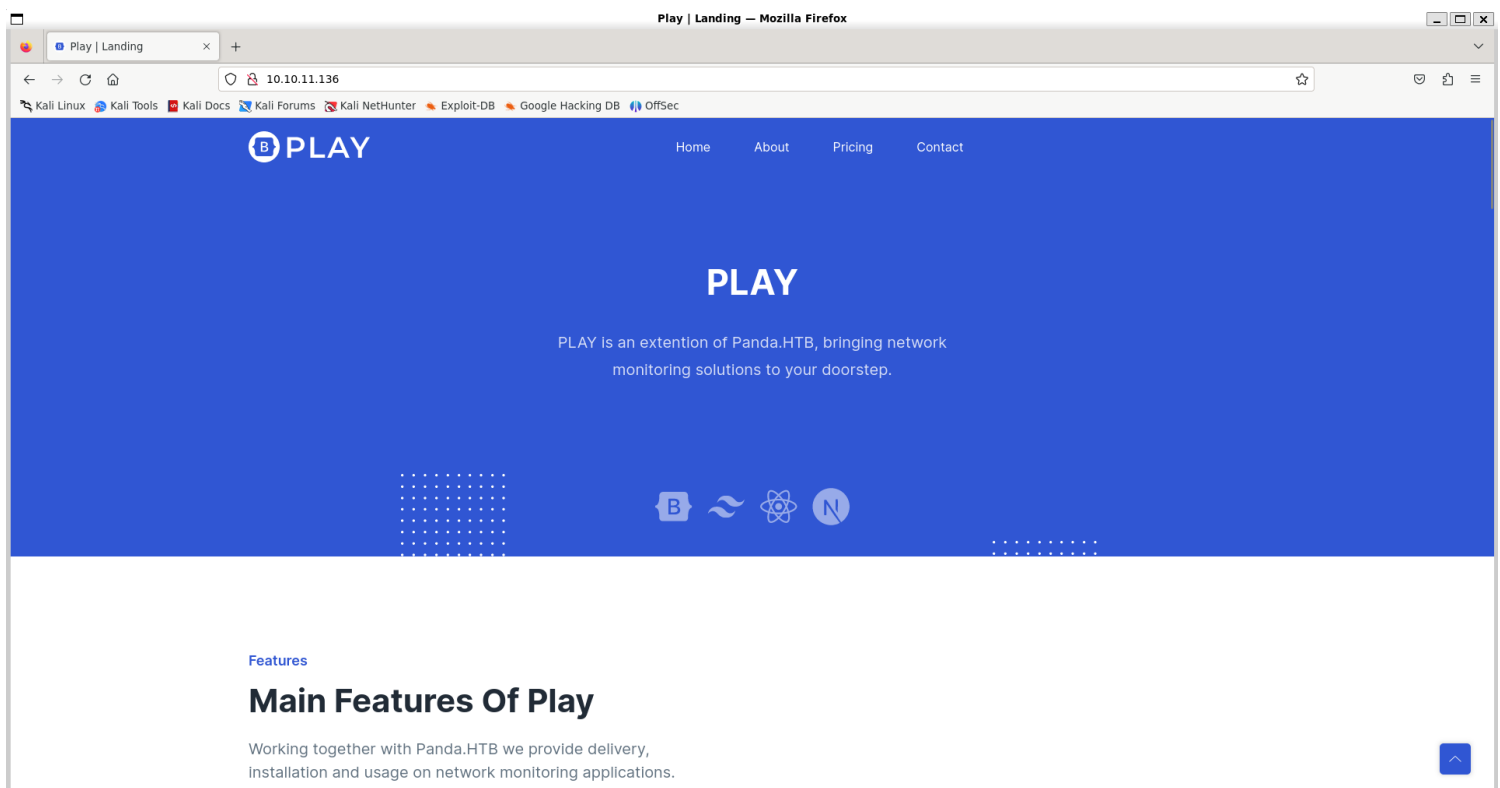 Play | Landing — Mozilla Firefox
Play | Landing
10.10.11.136
Kali Linux Kali Tools Kali Docs Kali Forums Kali NetHunter Exploit-DB Google Hacking DB OffSec
B PLAY Home About Pricing Contact
PLAY
PLAY is an extention of Panda.HTB, bringing network
monitoring solutions to your doorstep.
B N
Features
Main Features Of Play
Working together with Panda.HTB we provide delivery,
installation and usage on network monitoring applications.